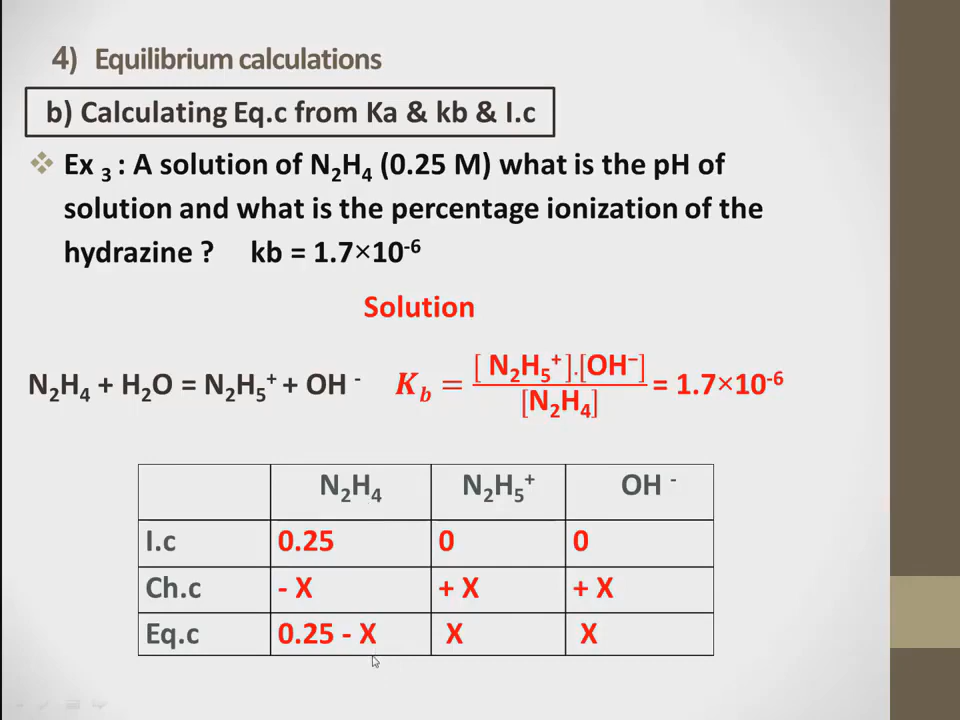 4) Equilibrium calculations
b) Calculating Eq.c from Ka & kb & I.c
❖ Ex ₃ : A solution of N₂H₄ (0.25 M) what is the pH of
solution and what is the percentage ionization of the
hydrazine ? kb = 1.7×10⁻⁶
Solution
N₂H₄ + H₂O = N₂H₅⁺ + OH ⁻ K_b = [ N₂H₅⁺].[OH⁻] / [N₂H₄] = 1.7×10⁻⁶
N₂H₄ N₂H₅⁺ OH ⁻
I.c 0.25 0 0
Ch.c - X + X + X
Eq.c 0.25 - X X X